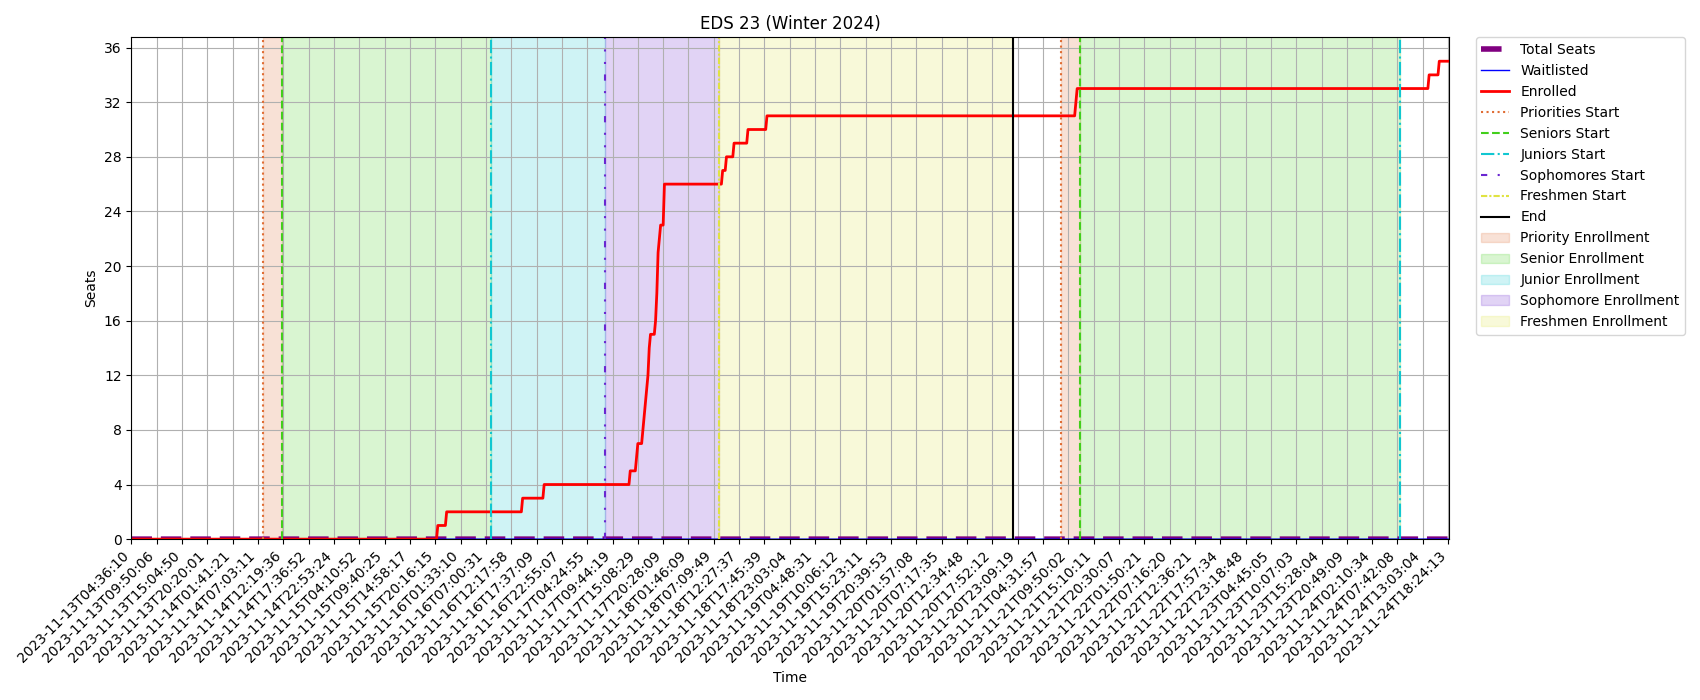 EDS 23 (Winter 2024)
36
32
28
24
20
16
12
8
4
0
Seats
2023-11-13T04:36:10
2023-11-13T09:50:06
2023-11-13T15:04:50
2023-11-13T20:20:01
2023-11-14T01:41:21
2023-11-14T07:03:11
2023-11-14T12:19:36
2023-11-14T17:36:52
2023-11-14T22:53:24
2023-11-15T04:10:52
2023-11-15T09:40:25
2023-11-15T14:58:17
2023-11-15T20:16:15
2023-11-16T01:33:10
2023-11-16T07:00:31
2023-11-16T12:17:58
2023-11-16T17:37:09
2023-11-16T22:55:07
2023-11-17T04:24:55
2023-11-17T09:44:19
2023-11-17T15:08:29
2023-11-17T20:28:09
2023-11-18T01:46:09
2023-11-18T07:09:49
2023-11-18T12:27:37
2023-11-18T17:45:39
2023-11-18T23:03:04
2023-11-19T04:48:31
2023-11-19T10:06:12
2023-11-19T15:23:11
2023-11-19T20:39:53
2023-11-20T01:57:08
2023-11-20T07:17:35
2023-11-20T12:34:48
2023-11-20T17:52:12
2023-11-20T23:09:19
2023-11-21T04:31:57
2023-11-21T09:50:02
2023-11-21T15:10:11
2023-11-21T20:30:07
2023-11-22T01:50:21
2023-11-22T07:16:20
2023-11-22T12:36:21
2023-11-22T17:57:34
2023-11-22T23:18:48
2023-11-23T04:45:05
2023-11-23T10:07:03
2023-11-23T15:28:04
2023-11-23T20:49:09
2023-11-24T02:10:34
2023-11-24T07:42:08
2023-11-24T13:03:04
2023-11-24T18:24:13
Time
Total Seats
Waitlisted
Enrolled
Priorities Start
Seniors Start
Juniors Start
Sophomores Start
Freshmen Start
End
Priority Enrollment
Senior Enrollment
Junior Enrollment
Sophomore Enrollment
Freshmen Enrollment